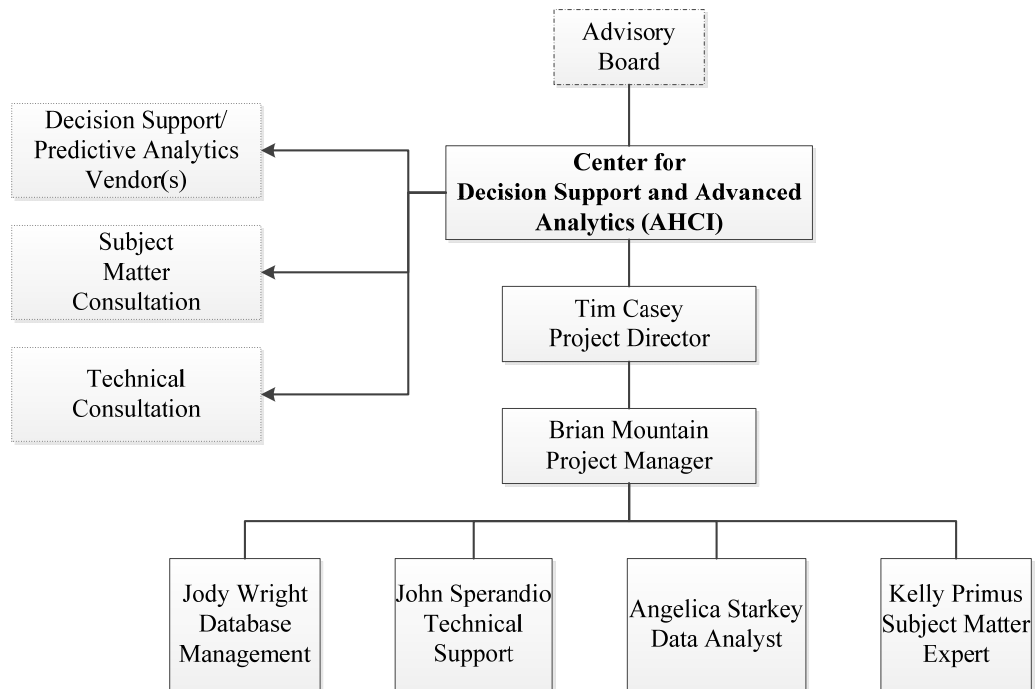 Advisory
Board
Decision Support/
Predictive Analytics
Vendor(s)
Center for
Decision Support and Advanced
Analytics (AHCI)
Subject
Matter
Consultation
Tim Casey
Project Director
Technical
Consultation
Brian Mountain
Project Manager
Jody Wright
Database
Management
John Sperandio
Technical
Support
Angelica Starkey
Data Analyst
Kelly Primus
Subject Matter
Expert